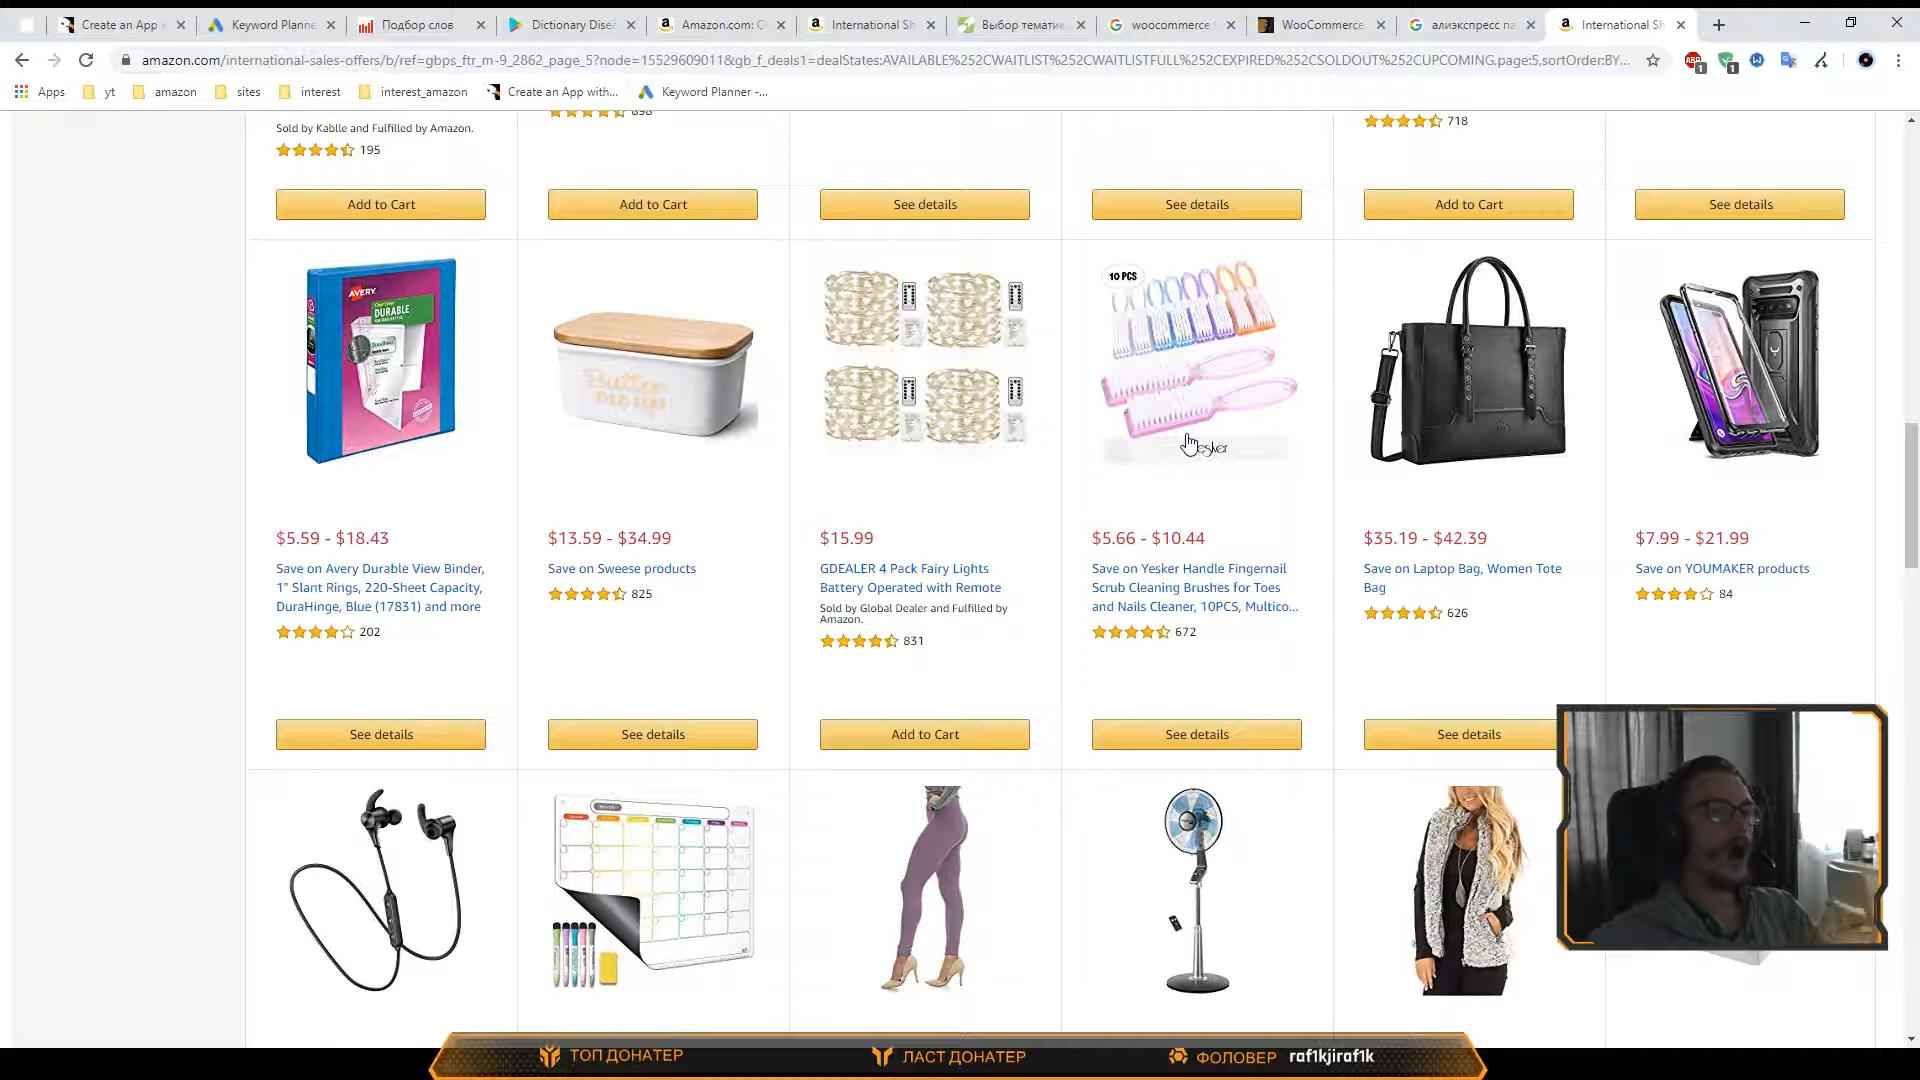 Create an App
Keyword Planne
Подбор слов
Dictionary Dise
Amazon.com:
International Sh
Выбор тематик
woocommerce
WooCommerce
алиэкспресс па
International Sh
amazon.com/international-sales-offers/b/ref=gbps_ftr_m-9_2862_page_5?node=15529609011&gb_f_deals1=dealStates:AVAILABLE%252CWAITLIST%252CWAITLISTFULL%252CEXPIRED%252CSOLDOUT%252CUPCOMING,page:5,sortOrder:BY...
Apps
yt
amazon
sites
interest
interest_amazon
Create an App with...
Keyword Planner -...
Sold by Kablle and Fulfilled by Amazon.
195
898
718
Add to Cart
Add to Cart
See details
See details
Add to Cart
See details
AVERY
DURABLE
Butter
me up
10 PCS
$5.59 - $18.43
Save on Avery Durable View Binder,
1" Slant Rings, 220-Sheet Capacity,
DuraHinge, Blue (17831) and more
202
See details
$13.59 - $34.99
Save on Sweese products
825
See details
$15.99
GDEALER 4 Pack Fairy Lights
Battery Operated with Remote
Sold by Global Dealer and Fulfilled by
Amazon.
831
Add to Cart
$5.66 - $10.44
Save on Yesker Handle Fingernail
Scrub Cleaning Brushes for Toes
and Nails Cleaner, 10PCS, Multico...
672
See details
$35.19 - $42.39
Save on Laptop Bag, Women Tote
Bag
626
See details
$7.99 - $21.99
Save on YOUMAKER products
84
ТОП ДОНАТЕР
ЛАСТ ДОНАТЕР
ФОЛОВЕР raf1kjiraf1k